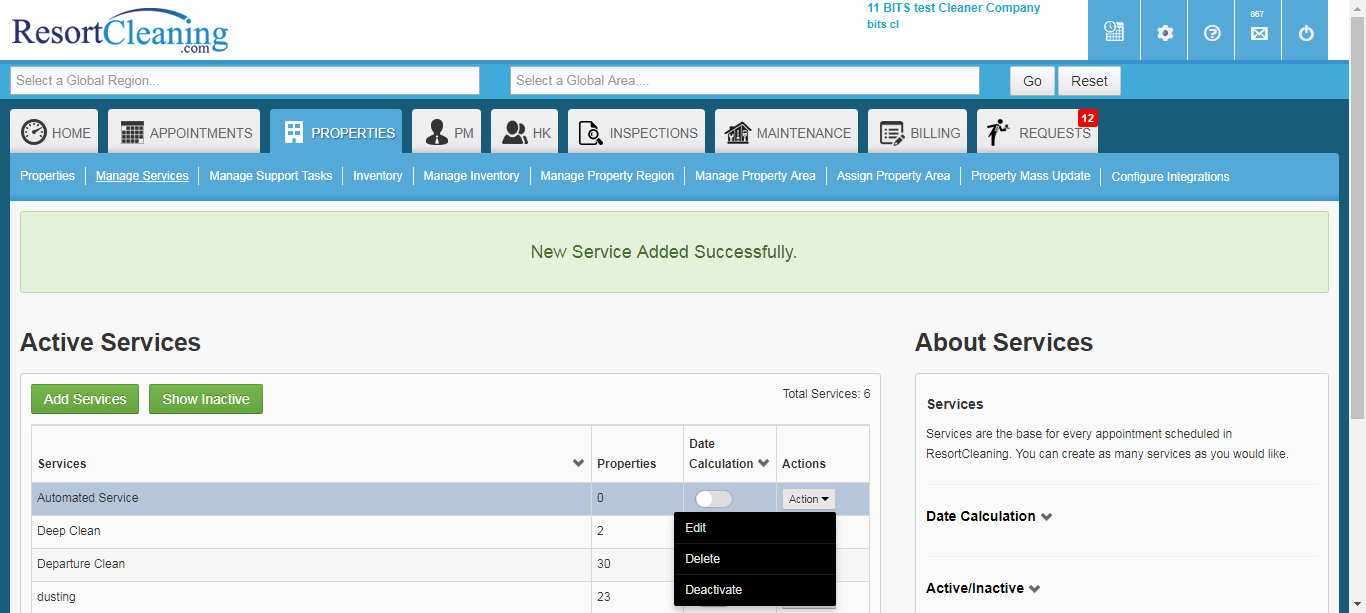 ResortCleaning
.com
11 BITS test Cleaner Company
bits cl
867
Select a Global Region...
Select a Global Area....
Go
Reset
HOME
APPOINTMENTS
PROPERTIES
PM
HK
INSPECTIONS
MAINTENANCE
BILLING
REQUESTS
12
Properties
Manage Services
Manage Support Tasks
Inventory
Manage Inventory
Manage Property Region
Manage Property Area
Assign Property Area
Property Mass Update
Configure Integrations
New Service Added Successfully.
Active Services
Add Services
Show Inactive
Total Services: 6
Services
Properties
Date
Calculation
Actions
Automated Service
0
Action
Deep Clean
2
Departure Clean
30
dusting
23
Edit
Delete
Deactivate
About Services
Services
Services are the base for every appointment scheduled in
ResortCleaning. You can create as many services as you would like.
Date Calculation
Active/Inactive